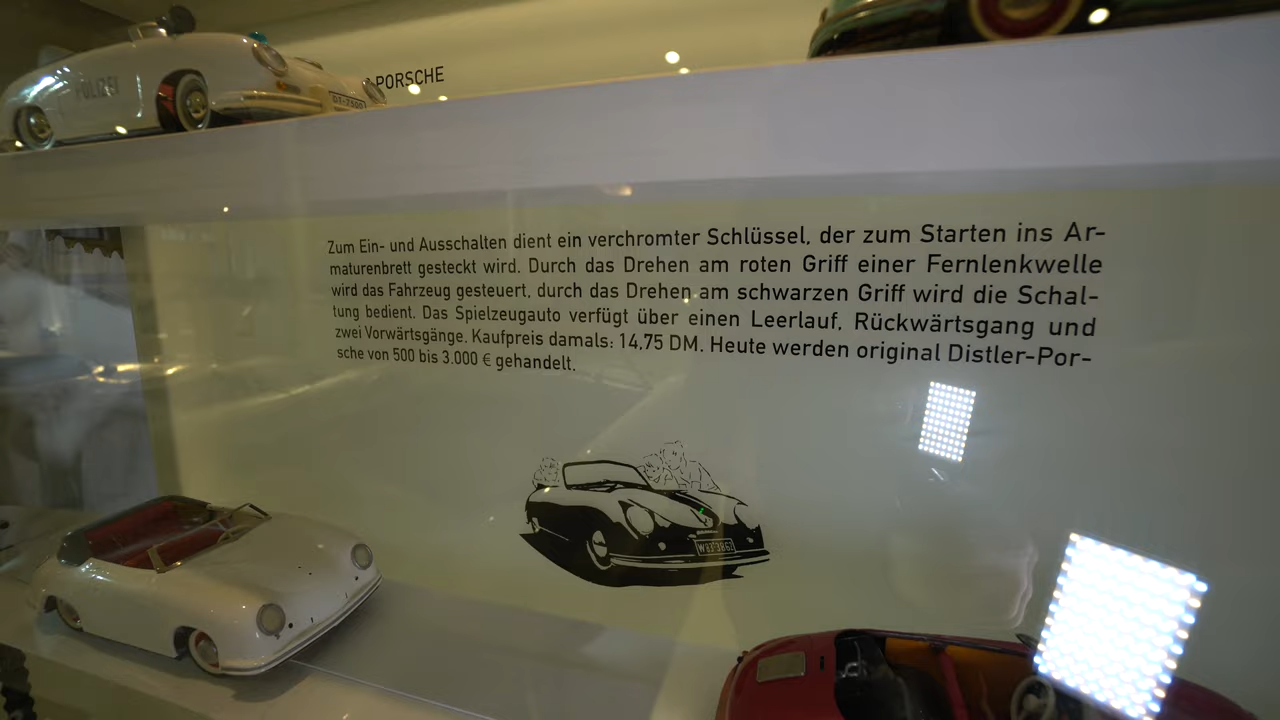 PORSCHE
POLIZEI
Zum Ein- und Ausschalten dient ein verchromter Schlüssel, der zum Starten ins Ar-
maturenbrett gesteckt wird. Durch das Drehen am roten Griff einer Fernlenkwelle
wird das Fahrzeug gesteuert, durch das Drehen am schwarzen Griff wird die Schal-
tung bedient. Das Spielzeugauto verfügt über einen Leerlauf, Rückwärtsgang und
zwei Vorwärtsgänge. Kaufpreis damals: 14,75 DM. Heute werden original Distler-Por-
sche von 500 bis 3.000 € gehandelt.